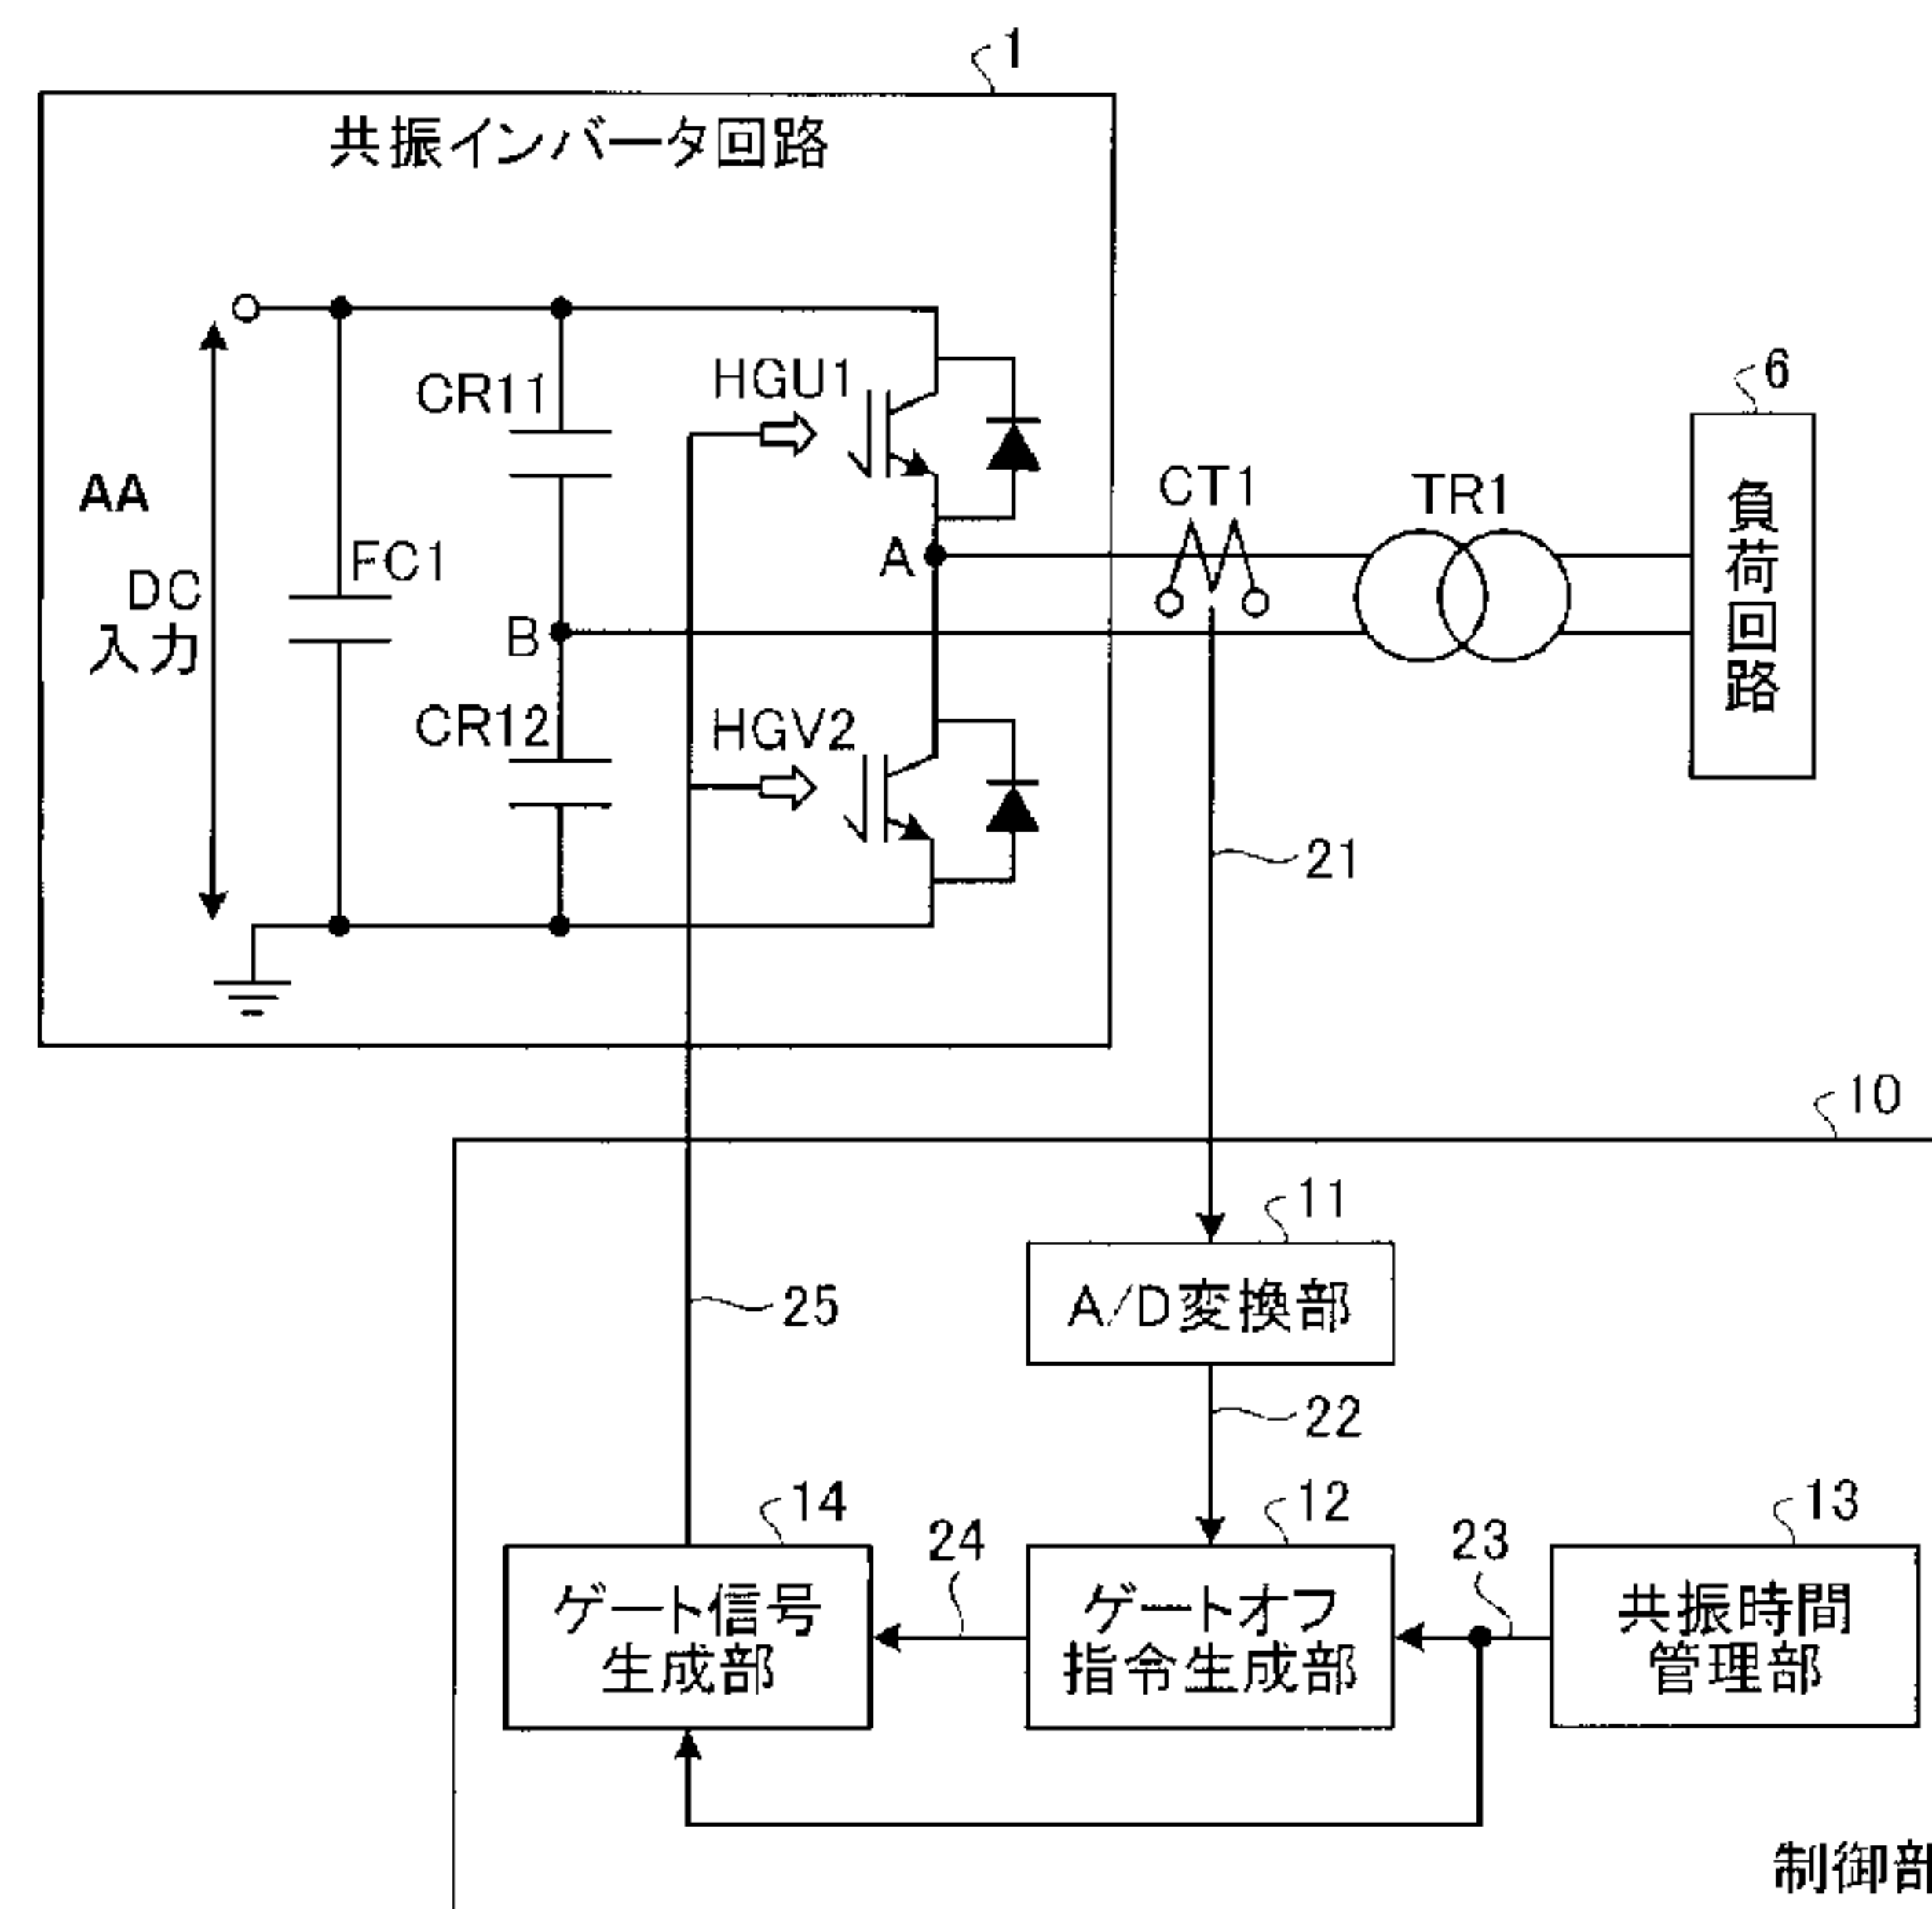 1
共振インバータ回路
CR11
HGU1
6
AA
CT1
TR1
FC1
A
DC
入力
B
負荷回路
CR12
HGV2
21
10
11
A/D変換部
25
22
14
12
13
24
23
ゲート信号
生成部
ゲートオフ
指令生成部
共振時間
管理部
制御部